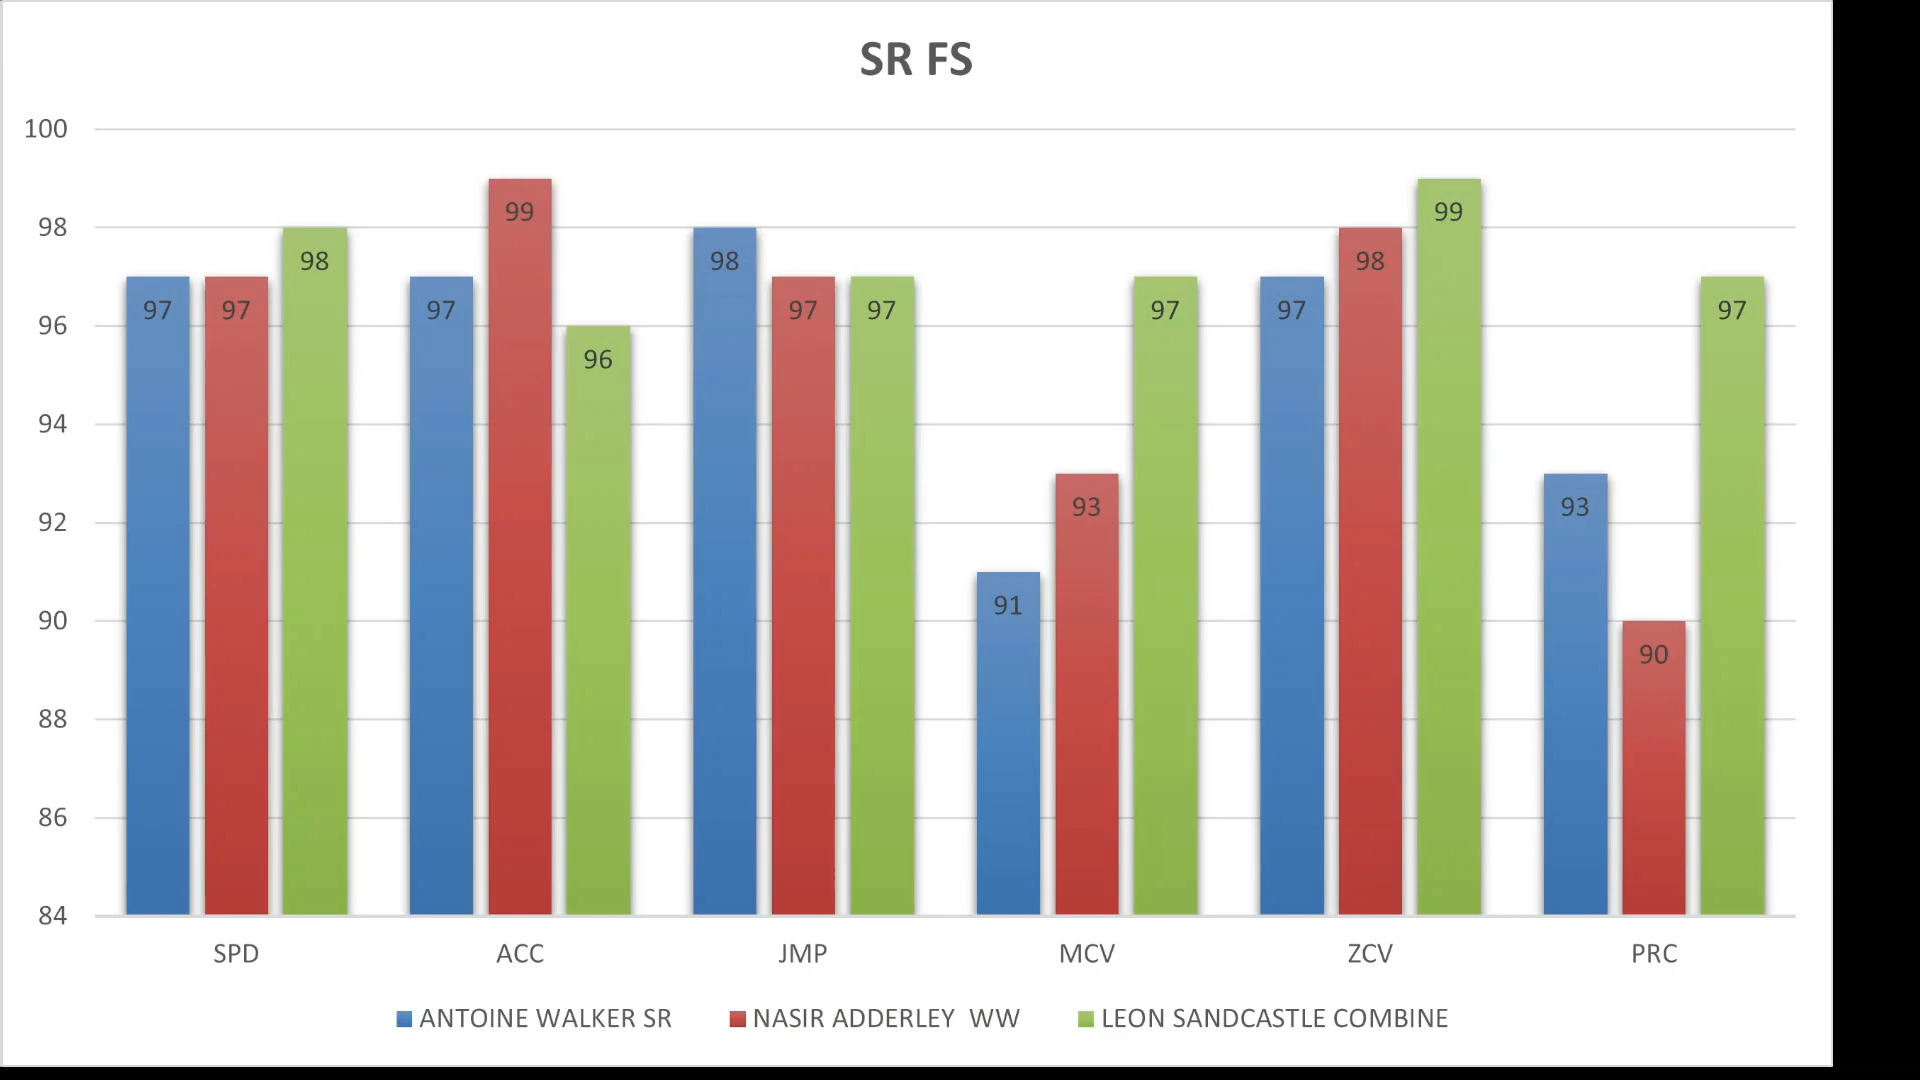 SR FS
100
98
96
94
92
90
88
86
84
97 97 98
97 99 96
98 97 97
91 93 97
97 98 99
93 90 97
SPD ACC JMP MCV ZCV PRC
ANTOINE WALKER SR NASIR ADDERLEY  WW LEON SANDCASTLE COMBINE